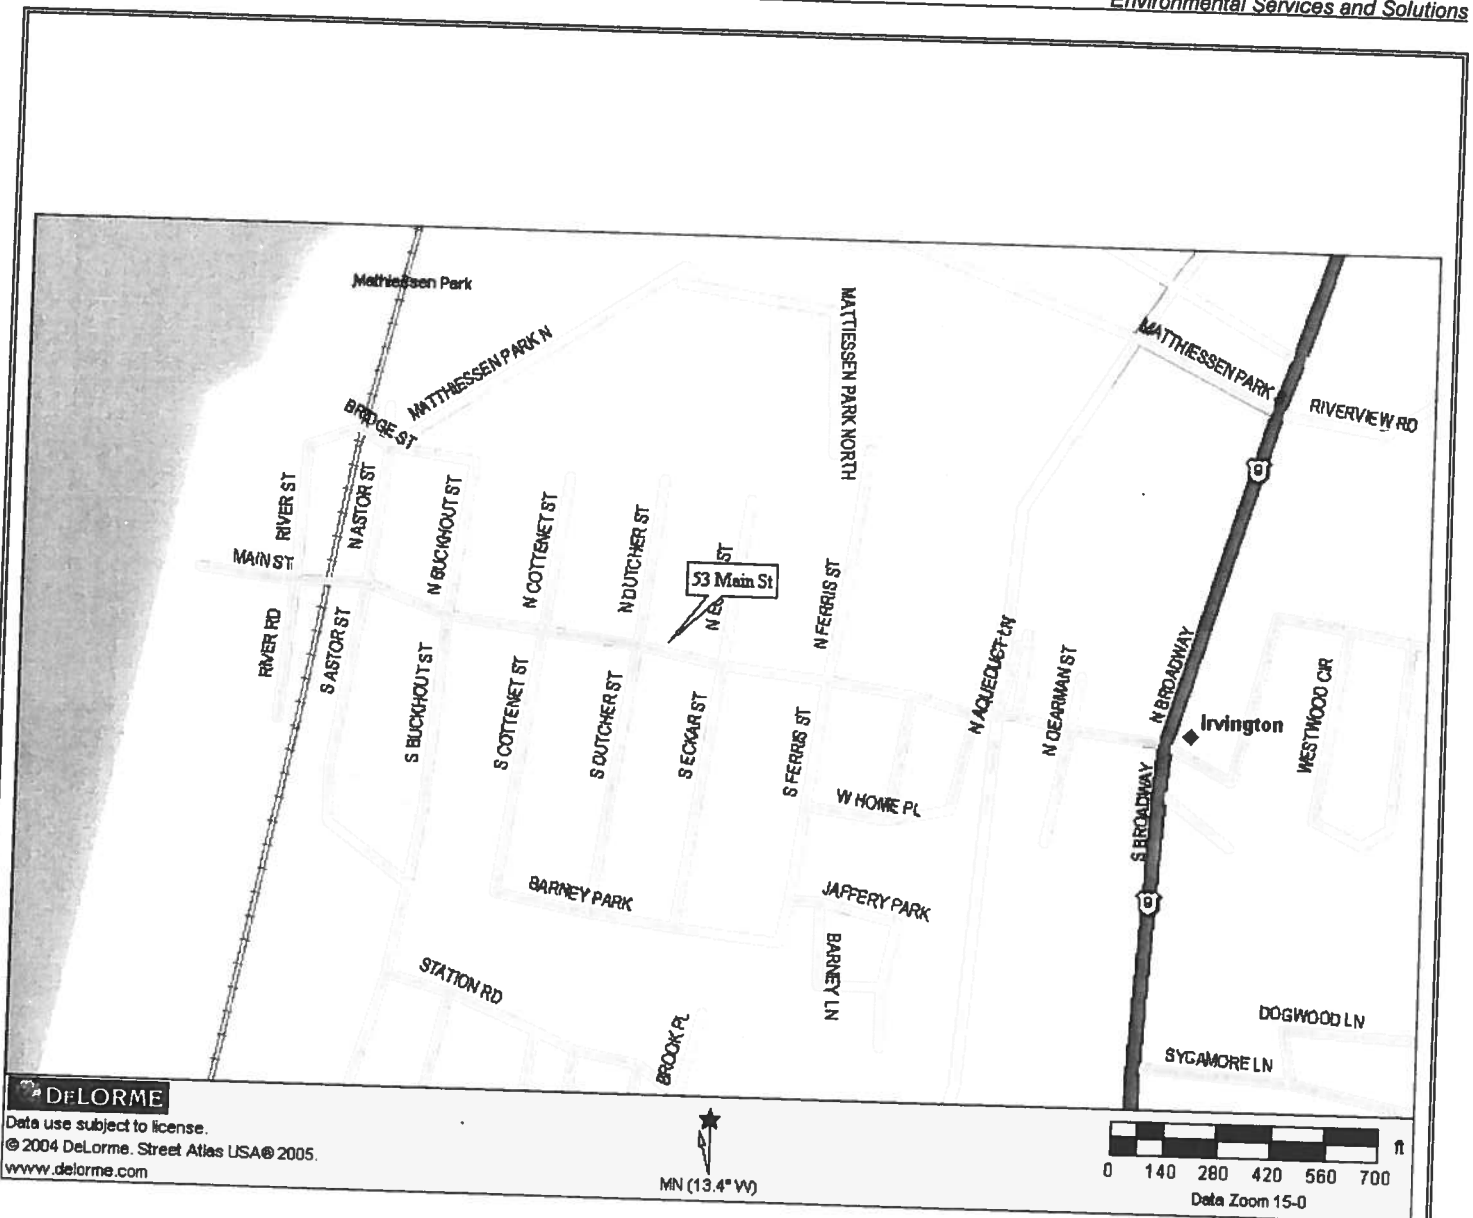 Environmental Services and Solutions
Mathiessen Park
MATTHIESSEN PARK N
MATTIESSEN PARK NORTH
MATTHIESSEN PARK
RIVERVIEW RD
BRIDGE ST
9
RIVER ST
N ASTOR ST
N BUCKHOUT ST
N COTTENET ST
N DUTCHER ST
ST
53 Main St
N FERRIS ST
MAIN ST
RIVER RD
S ASTOR ST
S BUCKHOUT ST
S COTTENET ST
S DUTCHER ST
S ECKAR ST
S FERRIS ST
N AQUEDUCT LN
N DEARMAN ST
N BROADWAY
Irvington
WESTWOOD CIR
S BROADWAY
W HOME PL
BARNEY PARK
JAFFERY PARK
9
BARNEY LN
STATION RD
BROOK PL
DOGWOOD LN
SYCAMORE LN
DELORME
Data use subject to license.
© 2004 DeLorme. Street Atlas USA® 2005.
www.delorme.com
MN (13.4° W)
ft
0 140 280 420 560 700
Data Zoom 15-0